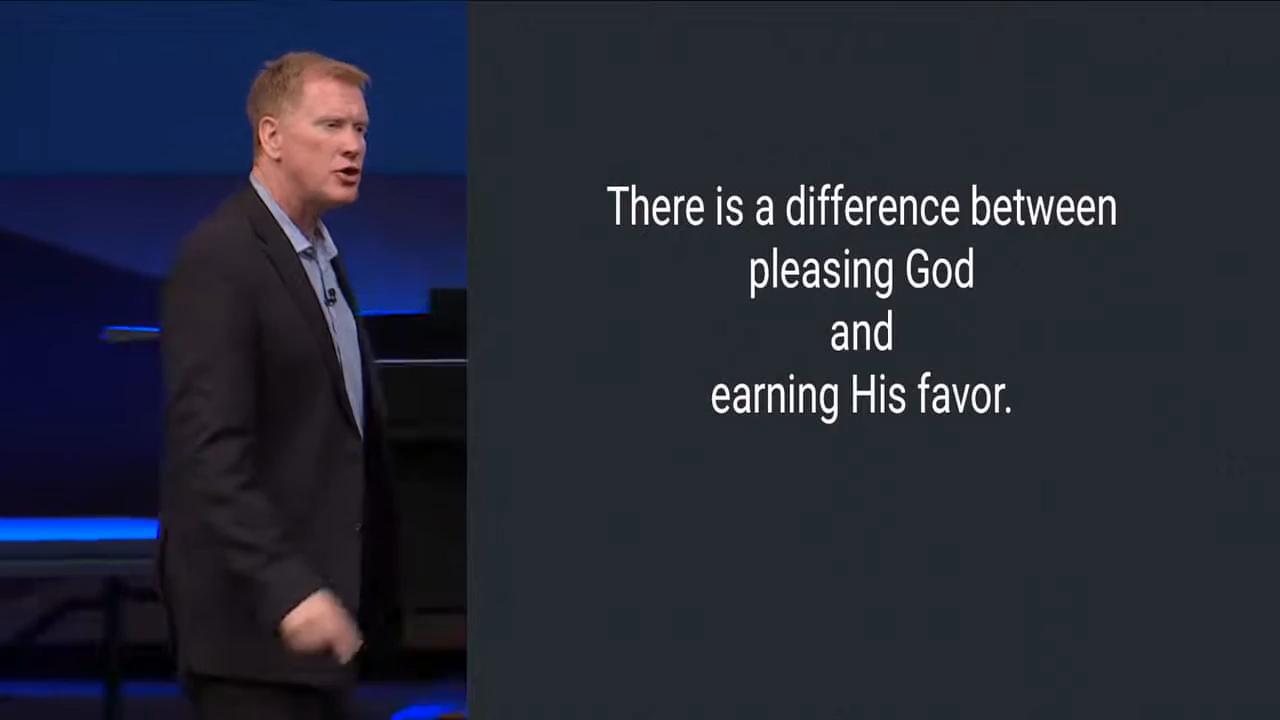 There is a difference between
pleasing God
and
earning His favor.